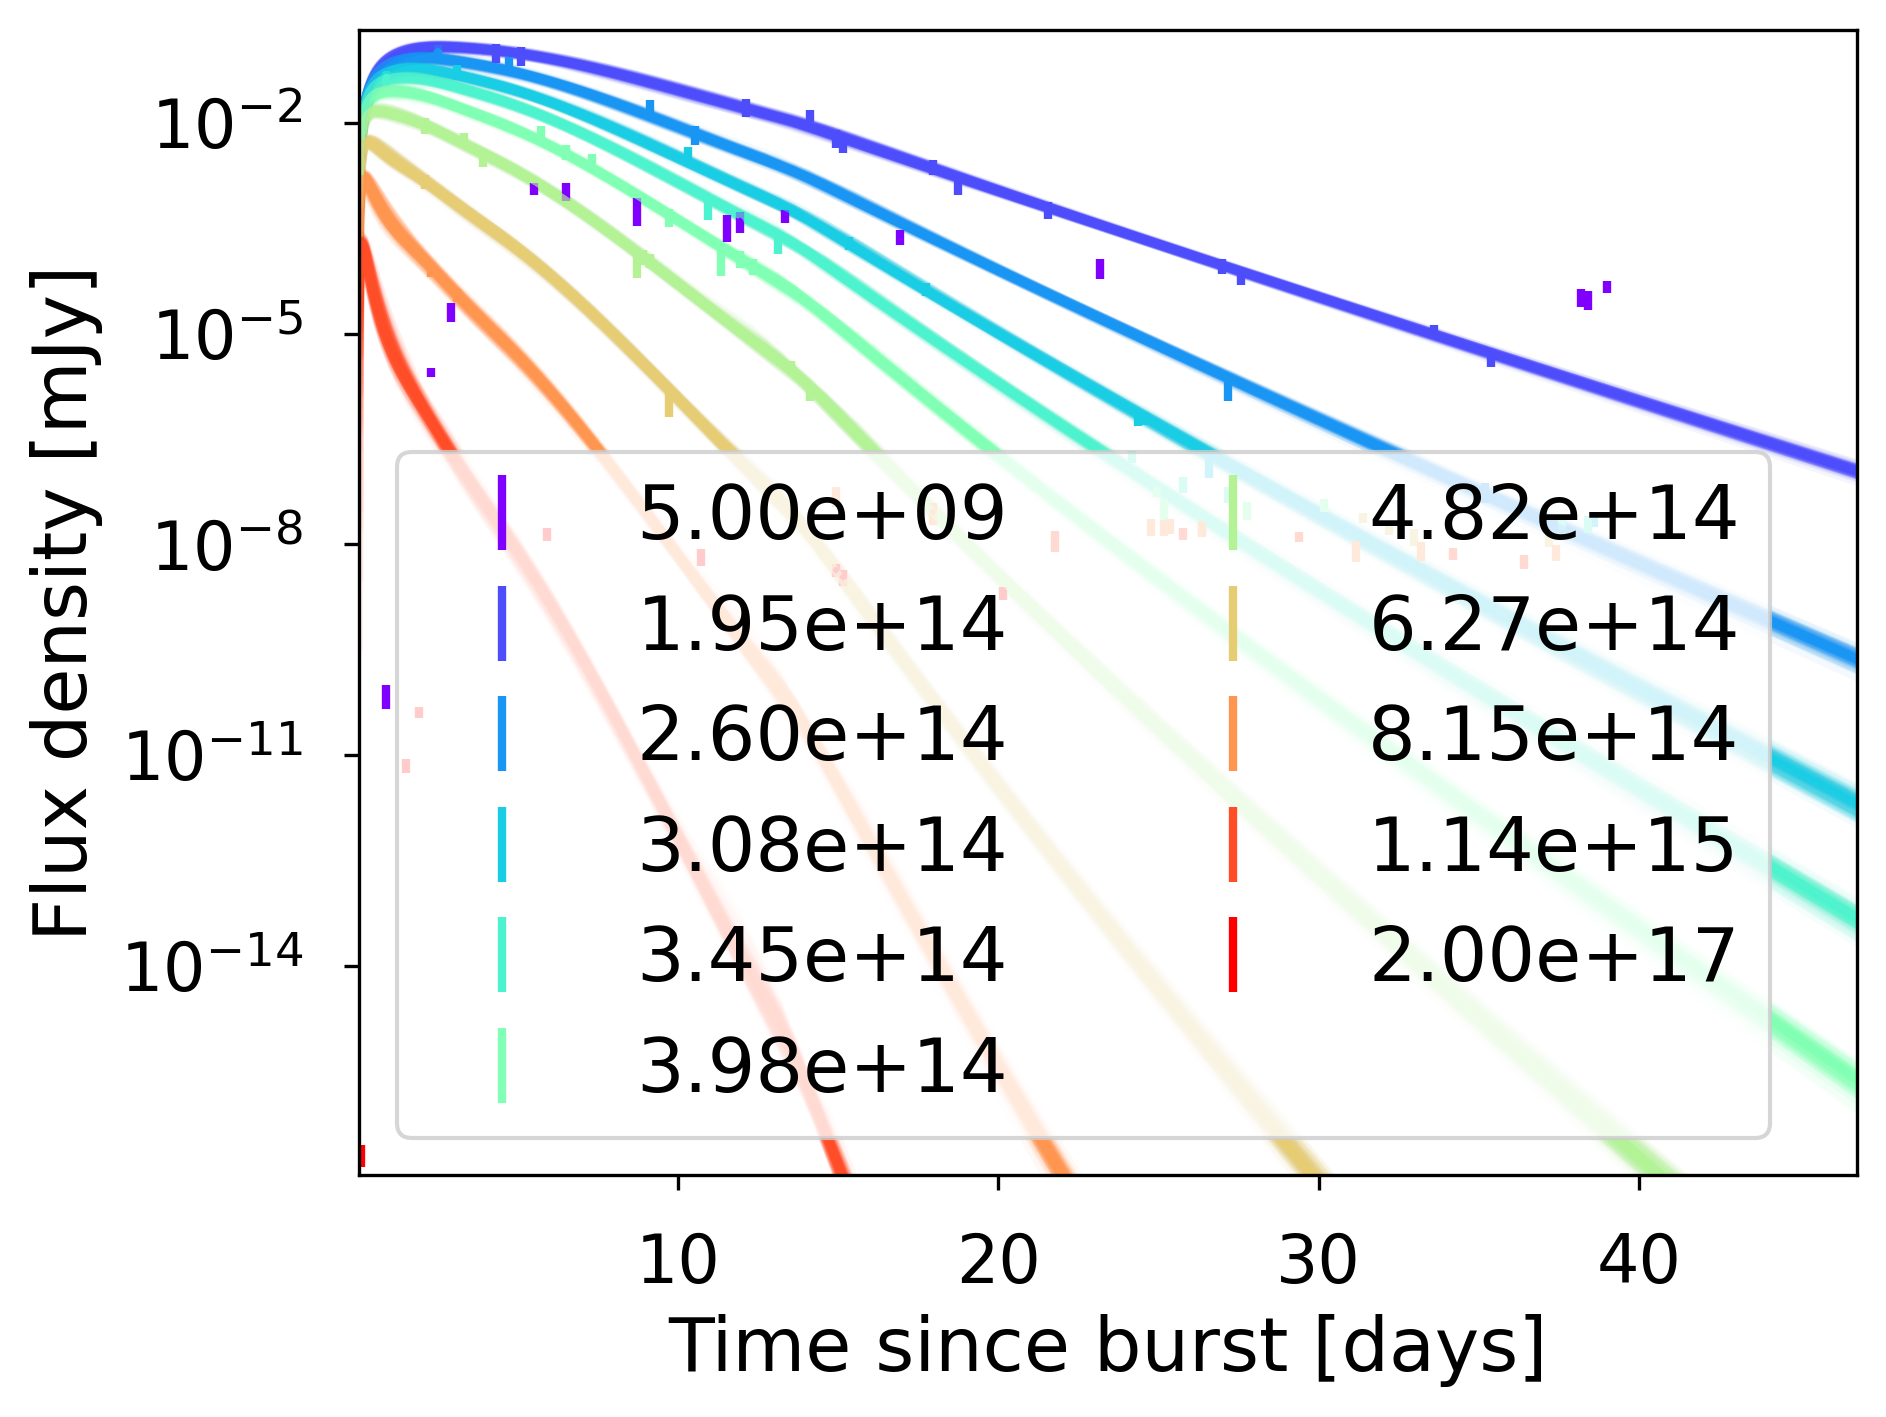 Flux density [mJy]
10⁻²
10⁻⁵
10⁻⁸
10⁻¹¹
10⁻¹⁴
5.00e+09
1.95e+14
2.60e+14
3.08e+14
3.45e+14
3.98e+14
4.82e+14
6.27e+14
8.15e+14
1.14e+15
2.00e+17
10 20 30 40
Time since burst [days]